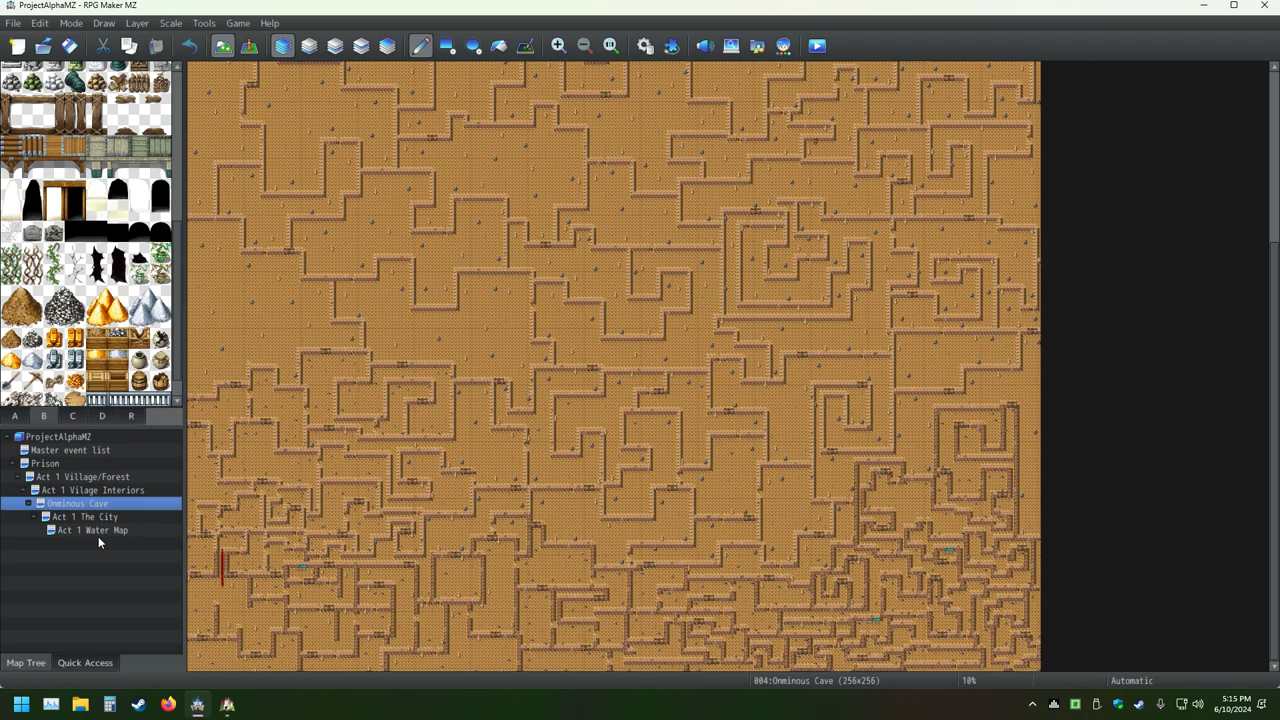 ProjectAlphaMZ - RPG Maker MZ
File Edit Mode Draw Layer Scale Tools Game Help
A B C D R
ProjectAlphaMZ
Master event list
Prison
Act 1 Village/Forest
Act 1 Vilage Interiors
Onminous Cave
Act 1 The City
Act 1 Water Map
Map Tree Quick Access
004:Onminous Cave (256x256) 10% Automatic
5:15 PM
6/10/2024